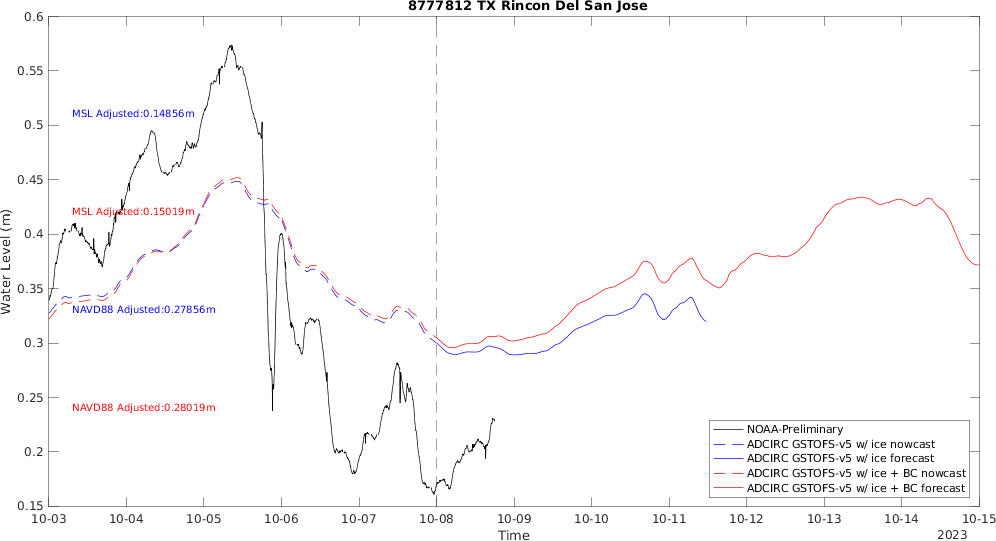 8777812 TX Rincon Del San Jose
Water Level (m)
0.6
0.55
0.5
0.45
0.4
0.35
0.3
0.25
0.2
0.15
MSL Adjusted:0.14856m
MSL Adjusted:0.15019m
NAVD88 Adjusted:0.27856m
NAVD88 Adjusted:0.28019m
NOAA-Preliminary
ADCIRC GSTOFS-v5 w/ ice nowcast
ADCIRC GSTOFS-v5 w/ ice forecast
ADCIRC GSTOFS-v5 w/ ice + BC nowcast
ADCIRC GSTOFS-v5 w/ ice + BC forecast
10-03 10-04 10-05 10-06 10-07 10-08 10-09 10-10 10-11 10-12 10-13 10-14 10-15
Time
2023